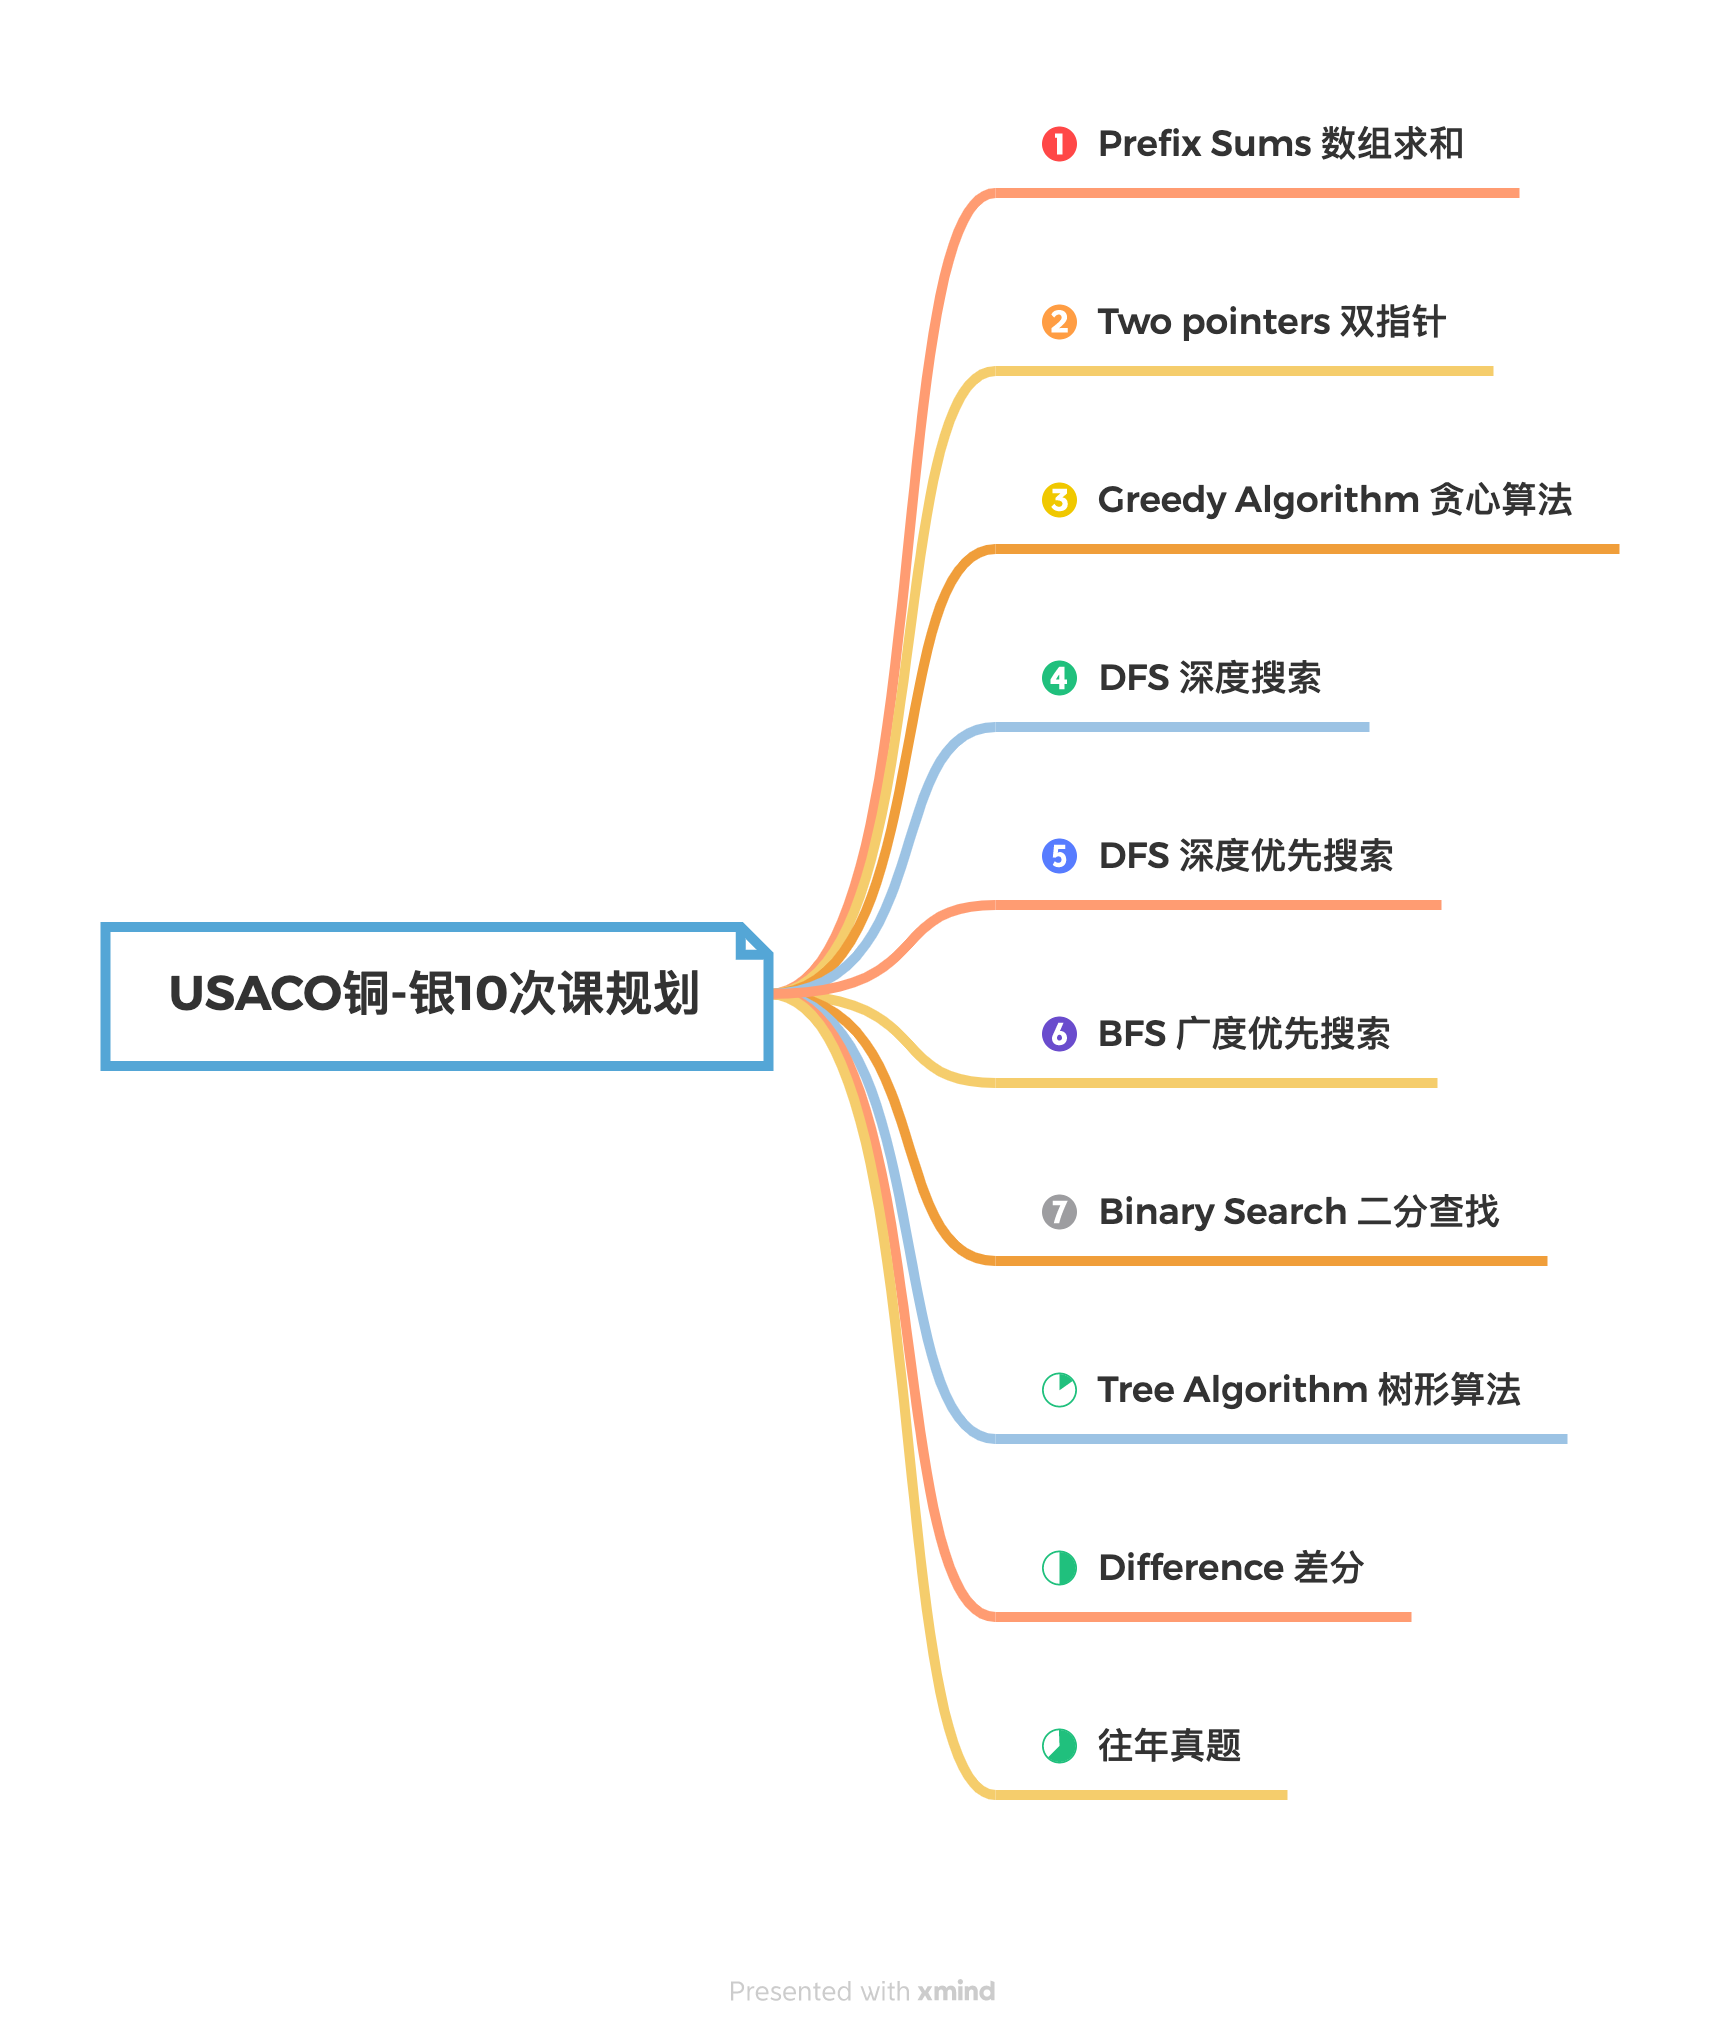 ① Prefix Sums 数组求和
② Two pointers 双指针
③ Greedy Algorithm 贪心算法
④ DFS 深度搜索
⑤ DFS 深度优先搜索
USACO铜-银10次课规划
⑥ BFS 广度优先搜索
⑦ Binary Search 二分查找
Tree Algorithm 树形算法
Difference 差分
往年真题
Presented with xmind